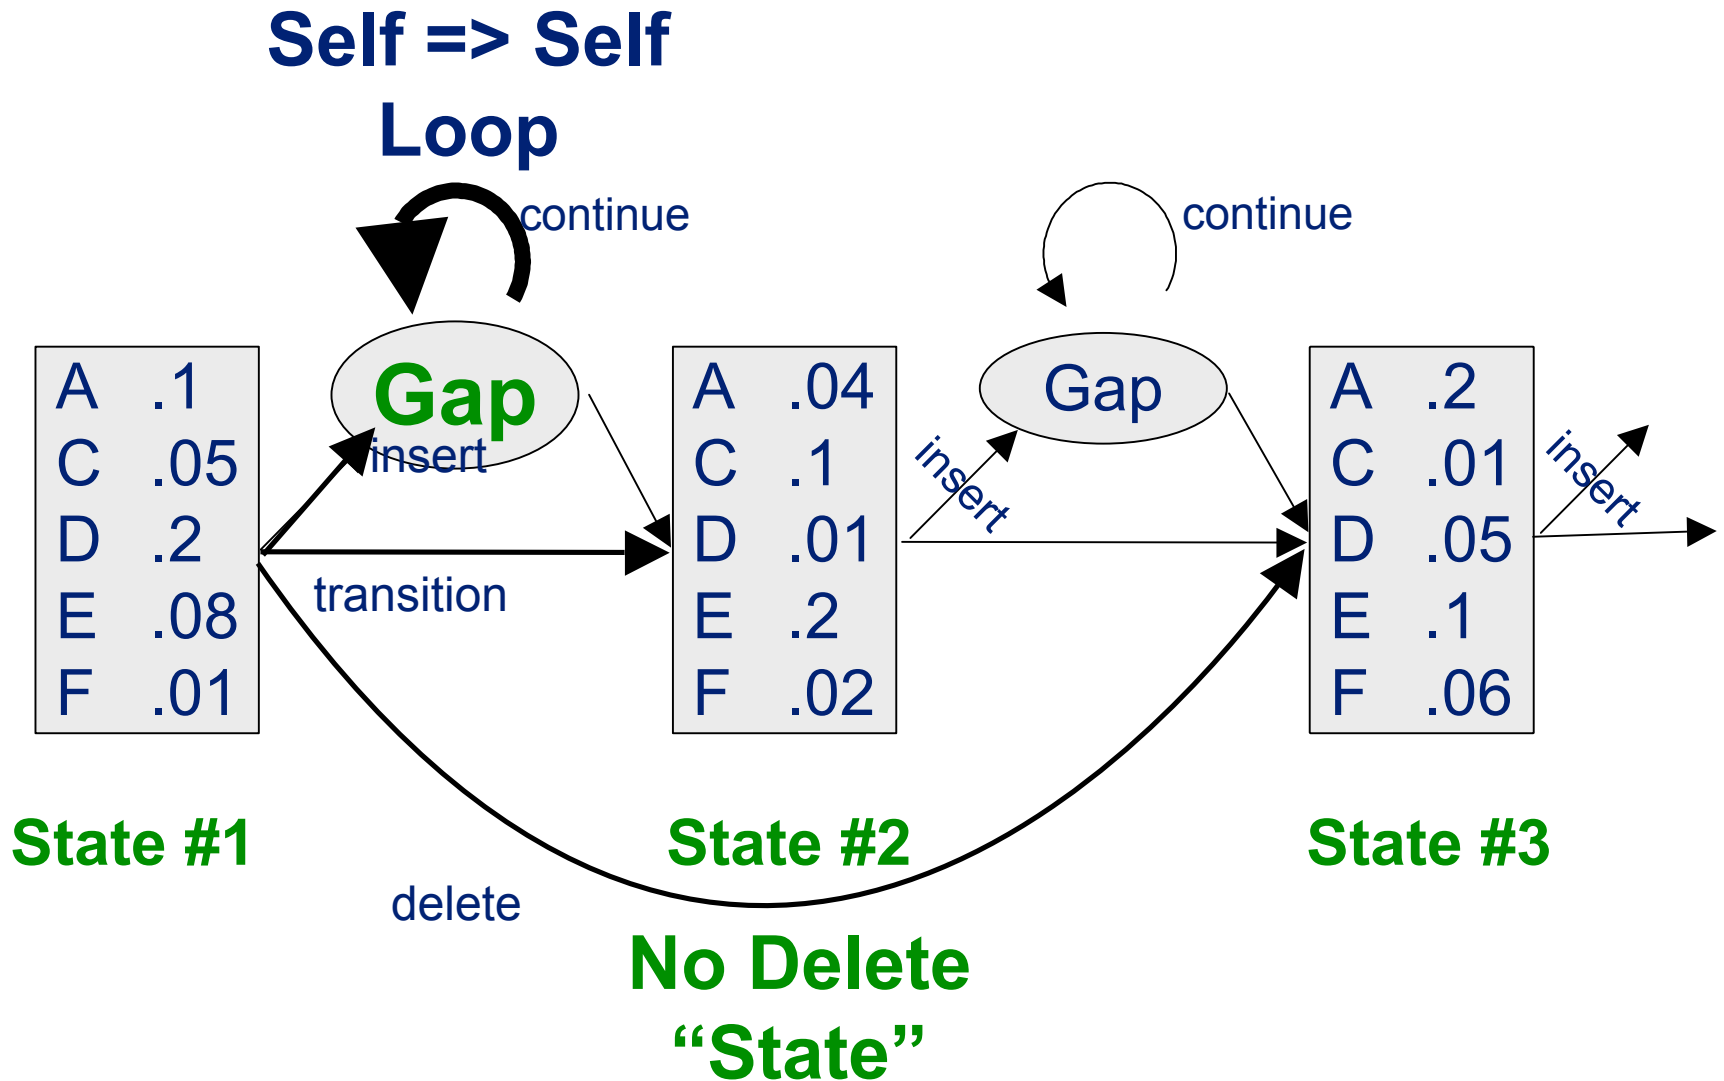 Self => Self
Loop
continue
continue
Gap
Gap
insert
insert
insert
transition
A .1
C .05
D .2
E .08
F .01
A .04
C .1
D .01
E .2
F .02
A .2
C .01
D .05
E .1
F .06
State #1
State #2
State #3
delete
No Delete
“State”